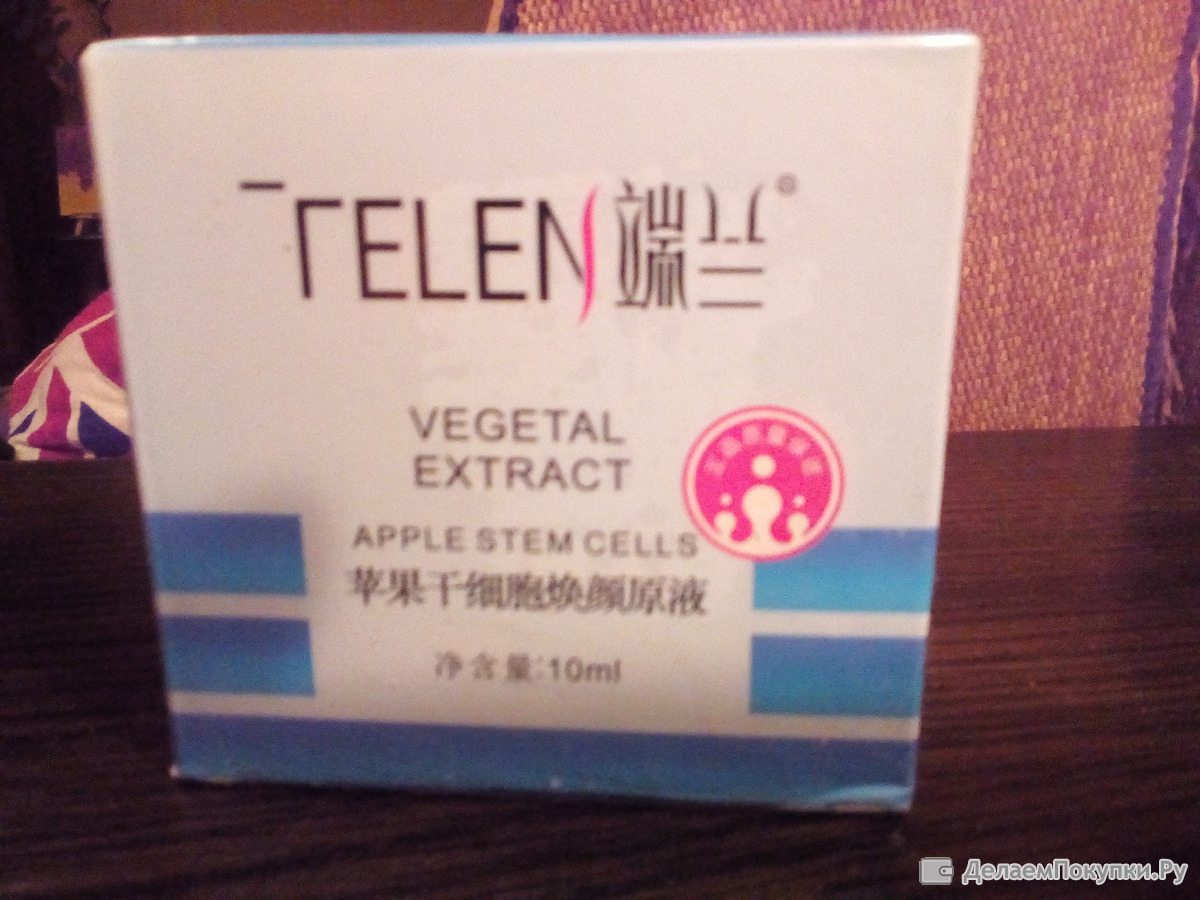 TELEN 端兰®
VEGETAL
EXTRACT
APPLE STEM CELLS
苹果干细胞焕颜原液
净含量:10ml
ДелаемПокупки.Ру